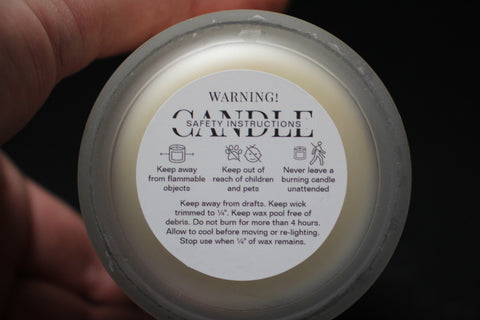 WARNING!
CANDLE
SAFETY INSTRUCTIONS
Keep away
from flammable
objects
Keep out of
reach of children
and pets
Never leave a
burning candle
unattended
Keep away from drafts. Keep wick
trimmed to ¼". Keep wax pool free of
debris. Do not burn for more than 4 hours.
Allow to cool before moving or re-lighting.
Stop use when ¼" of wax remains.